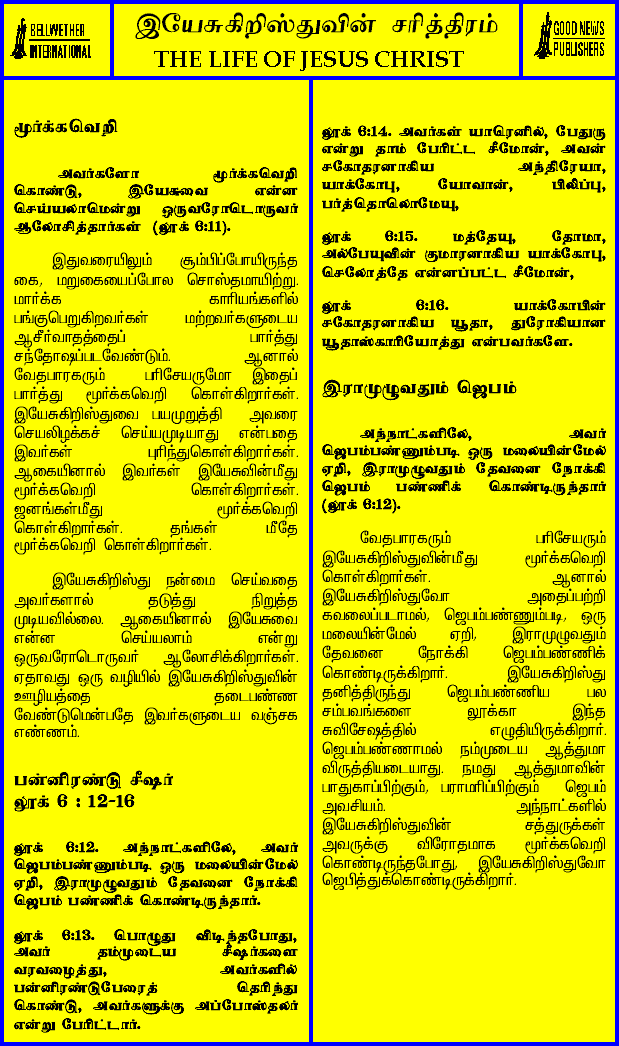 BELLWETHER
INTERNATIONAL
இயேசுகிறிஸ்துவின் சரித்திரம்
THE LIFE OF JESUS CHRIST
GOOD NEWS
PUBLISHERS
மூர்க்கவெறி
அவர்களோ மூர்க்கவெறி
கொண்டு, இயேசுவை என்ன
செய்யலாமென்று ஒருவரோடொருவர்
ஆலோசித்தார்கள் (லூக் 6:11).
இதுவரையிலும் சூம்பிப்போயிருந்த
கை, மறுகையைப்போல சொஸ்தமாயிற்று.
மார்க்க காரியங்களில்
பங்குபெறுகிறவர்கள் மற்றவர்களுடைய
ஆசீர்வாதத்தைப் பார்த்து
சந்தோஷப்படவேண்டும். ஆனால்
வேதபாரகரும் பரிசேயருமோ இதைப்
பார்த்து மூர்க்கவெறி கொள்கிறார்கள்.
இயேசுகிறிஸ்துவை பயமுறுத்தி அவரை
செயலிழக்கச் செய்யமுடியாது என்பதை
இவர்கள் புரிந்துகொள்கிறார்கள்.
ஆகையினால் இவர்கள் இயேசுவின்மீது
மூர்க்கவெறி கொள்கிறார்கள்.
ஜனங்கள்மீது மூர்க்கவெறி
கொள்கிறார்கள். தங்கள் மீதே
மூர்க்கவெறி கொள்கிறார்கள்.
இயேசுகிறிஸ்து நன்மை செய்வதை
அவர்களால் தடுத்து நிறுத்த
முடியவில்லை. ஆகையினால் இயேசுவை
என்ன செய்யலாம் என்று
ஒருவரோடொருவர் ஆலோசிக்கிறார்கள்.
ஏதாவது ஒரு வழியில் இயேசுகிறிஸ்துவின்
ஊழியத்தை தடைபண்ண
வேண்டுமென்பதே இவர்களுடைய வஞ்சக
எண்ணம்.
பன்னிரண்டு சீஷர்
லூக் 6 : 12-16
லூக் 6:12. அந்நாட்களிலே, அவர்
ஜெபம்பண்ணும்படி ஒரு மலையின்மேல்
ஏறி, இராமுழுவதும் தேவனை நோக்கி
ஜெபம் பண்ணிக் கொண்டிருந்தார்.
லூக் 6:13. பொழுது விடிந்தபோது,
அவர் தம்முடைய சீஷர்களை
வரவழைத்து, அவர்களில்
பன்னிரண்டுபேரைத் தெரிந்து
கொண்டு, அவர்களுக்கு அப்போஸ்தலர்
என்று பேரிட்டார்.
லூக் 6:14. அவர்கள் யாரெனில், பேதுரு
என்று தாம் பேரிட்ட சீமோன், அவன்
சகோதரனாகிய அந்திரேயா,
யாக்கோபு, யோவான், பிலிப்பு,
பர்த்தொலொமேயு,
லூக் 6:15. மத்தேயு, தோமா,
அல்பேயுவின் குமாரனாகிய யாக்கோபு,
செலோத்தே என்னப்பட்ட சீமோன்,
லூக் 6:16. யாக்கோபின்
சகோதரனாகிய யூதா, துரோகியான
யூதாஸ்காரியோத்து என்பவர்களே.
இராமுழுவதும் ஜெபம்
அந்நாட்களிலே, அவர்
ஜெபம்பண்ணும்படி ஒரு மலையின்மேல்
ஏறி, இராமுழுவதும் தேவனை நோக்கி
ஜெபம் பண்ணிக் கொண்டிருந்தார்
(லூக் 6:12).
வேதபாரகரும் பரிசேயரும்
இயேசுகிறிஸ்துவின்மீது மூர்க்கவெறி
கொள்கிறார்கள். ஆனால்
இயேசுகிறிஸ்துவோ அதைப்பற்றி
கவலைப்படாமல், ஜெபம்பண்ணும்படி, ஒரு
மலையின்மேல் ஏறி, இராமுழுவதும்
தேவனை நோக்கி ஜெபம்பண்ணிக்
கொண்டிருக்கிறார். இயேசுகிறிஸ்து
தனித்திருந்து ஜெபம்பண்ணிய பல
சம்பவங்களை லூக்கா இந்த
சுவிசேஷத்தில் எழுதியிருக்கிறார்.
ஜெபம்பண்ணாமல் நம்முடைய ஆத்துமா
விருத்தியடையாது. நமது ஆத்துமாவின்
பாதுகாப்பிற்கும், பராமரிப்பிற்கும் ஜெபம்
அவசியம். அந்நாட்களில்
இயேசுகிறிஸ்துவின் சத்துருக்கள்
அவருக்கு விரோதமாக மூர்க்கவெறி
கொண்டிருந்தபோது, இயேசுகிறிஸ்துவோ
ஜெபித்துக்கொண்டிருக்கிறார்.